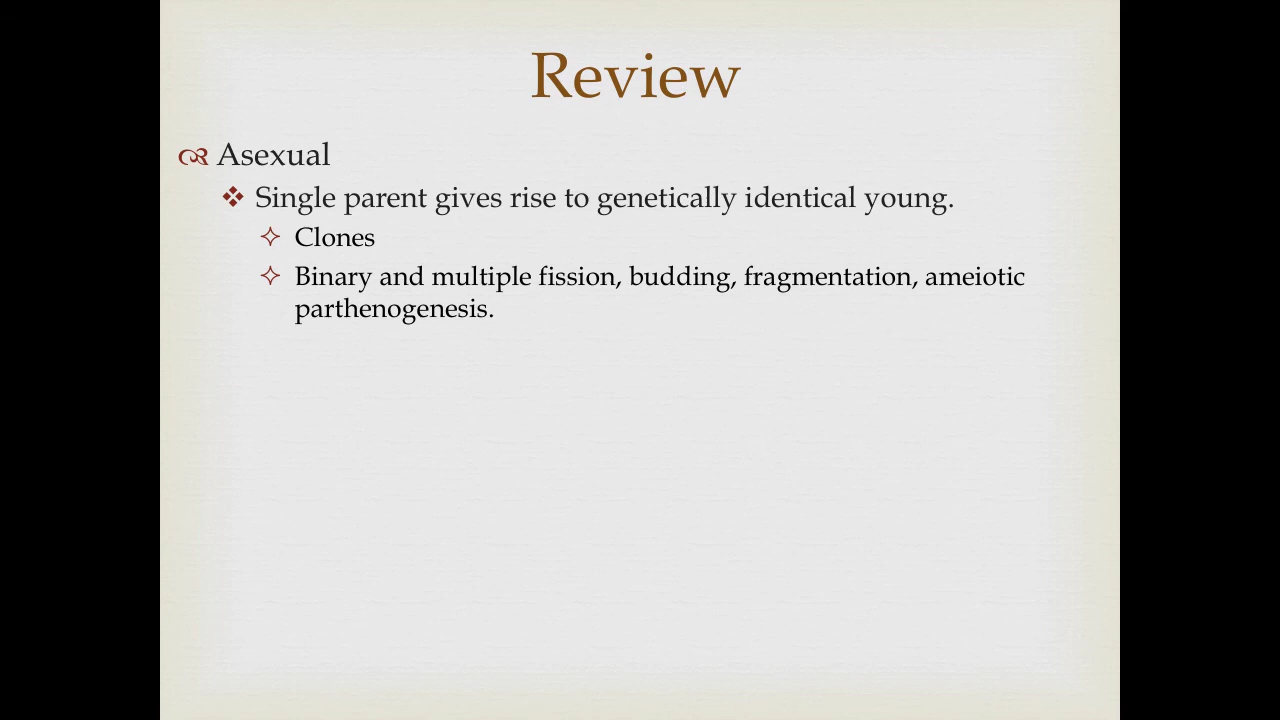 Review
Asexual
Single parent gives rise to genetically identical young.
Clones
Binary and multiple fission, budding, fragmentation, ameiotic
parthenogenesis.